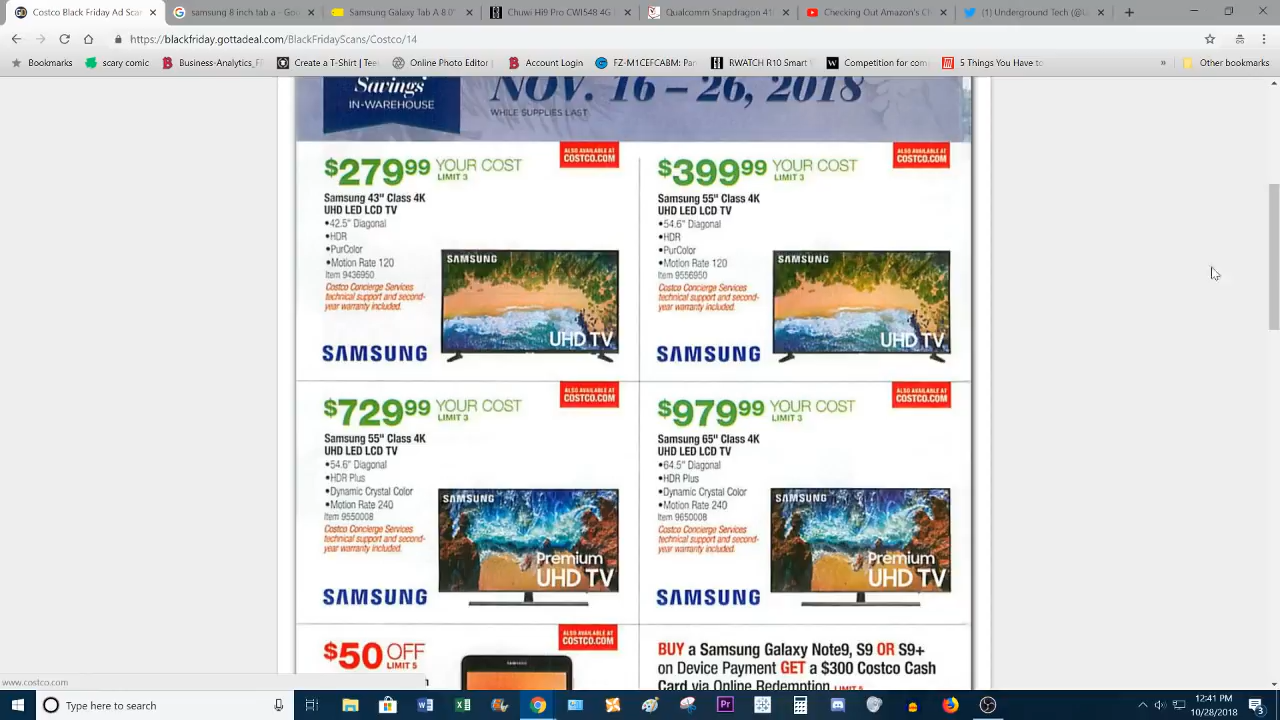 Costco Black Friday Ad Scan
samsung 8 inch tab a - Goo
Samsung Galaxy Tab A 8.0"
Chuwi Hi9 Pro CWI548 4G
Qualcomm Snapdragon 41
Checking Out Amazon's Ch
(1) Underground Tech (@U
https://blackfriday.gottadeal.com/BlackFridayScans/Costco/14
Bookmarks
scary comic
Business-Analytics_F
Create a T-Shirt | Tee
Online Photo Editor |
Account Login
FZ-M1CEFCABM: Par
RWATCH R10 Smart
Competition for com
5 Things You Have to
»
Other bookmarks
Savings
IN-WAREHOUSE
NOV. 16 – 26, 2018
WHILE SUPPLIES LAST
$279.99 YOUR COST
LIMIT 3
ALSO AVAILABLE AT
COSTCO.COM
Samsung 43" Class 4K
UHD LED LCD TV
•42.5" Diagonal
•HDR
•PurColor
•Motion Rate 120
Item 9436950
Costco Concierge Services
technical support and second-
year warranty included.
SAMSUNG
UHD TV
SAMSUNG
$399.99 YOUR COST
LIMIT 3
ALSO AVAILABLE AT
COSTCO.COM
Samsung 55" Class 4K
UHD LED LCD TV
•54.6" Diagonal
•HDR
•PurColor
•Motion Rate 120
Item 9556950
Costco Concierge Services
technical support and second-
year warranty included.
SAMSUNG
UHD TV
SAMSUNG
$729.99 YOUR COST
LIMIT 3
ALSO AVAILABLE AT
COSTCO.COM
Samsung 55" Class 4K
UHD LED LCD TV
•54.6" Diagonal
•HDR Plus
•Dynamic Crystal Color
•Motion Rate 240
Item 9550008
Costco Concierge Services
technical support and second-
year warranty included.
SAMSUNG
Premium
UHD TV
SAMSUNG
$979.99 YOUR COST
LIMIT 3
ALSO AVAILABLE AT
COSTCO.COM
Samsung 65" Class 4K
UHD LED LCD TV
•64.5" Diagonal
•HDR Plus
•Dynamic Crystal Color
•Motion Rate 240
Item 9650008
Costco Concierge Services
technical support and second-
year warranty included.
SAMSUNG
Premium
UHD TV
SAMSUNG
$50 OFF
LIMIT 5
ALSO AVAILABLE AT
COSTCO.COM
SAMSUNG
BUY a Samsung Galaxy Note9, S9 OR S9+
on Device Payment GET a $300 Costco Cash
Card via Online Redemption LIMIT 5
www.costco.com
Type here to search
12:41 PM
10/28/2018
3